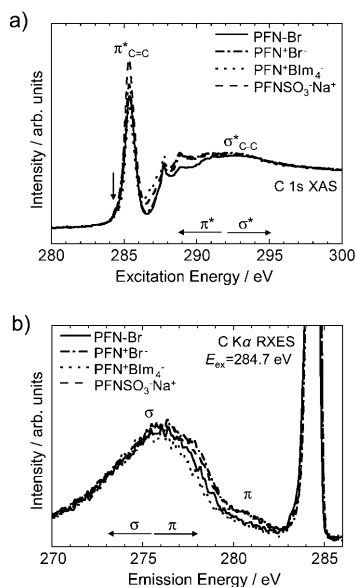 a)
Intensity / arb. units
π*C=C
PFN-Br
PFN⁺Br⁻
PFN⁺BIm₄⁻
PFNSO₃⁻Na⁺
σ*C-C
C 1s XAS
π* σ*
280 285 290 295 300
Excitation Energy / eV
b)
Intensity / arb. units
PFN-Br
PFN⁺Br⁻
PFN⁺BIm₄⁻
PFNSO₃⁻Na⁺
C Kα RXES
Eex=284.7 eV
σ
π
σ π
270 275 280 285
Emission Energy / eV